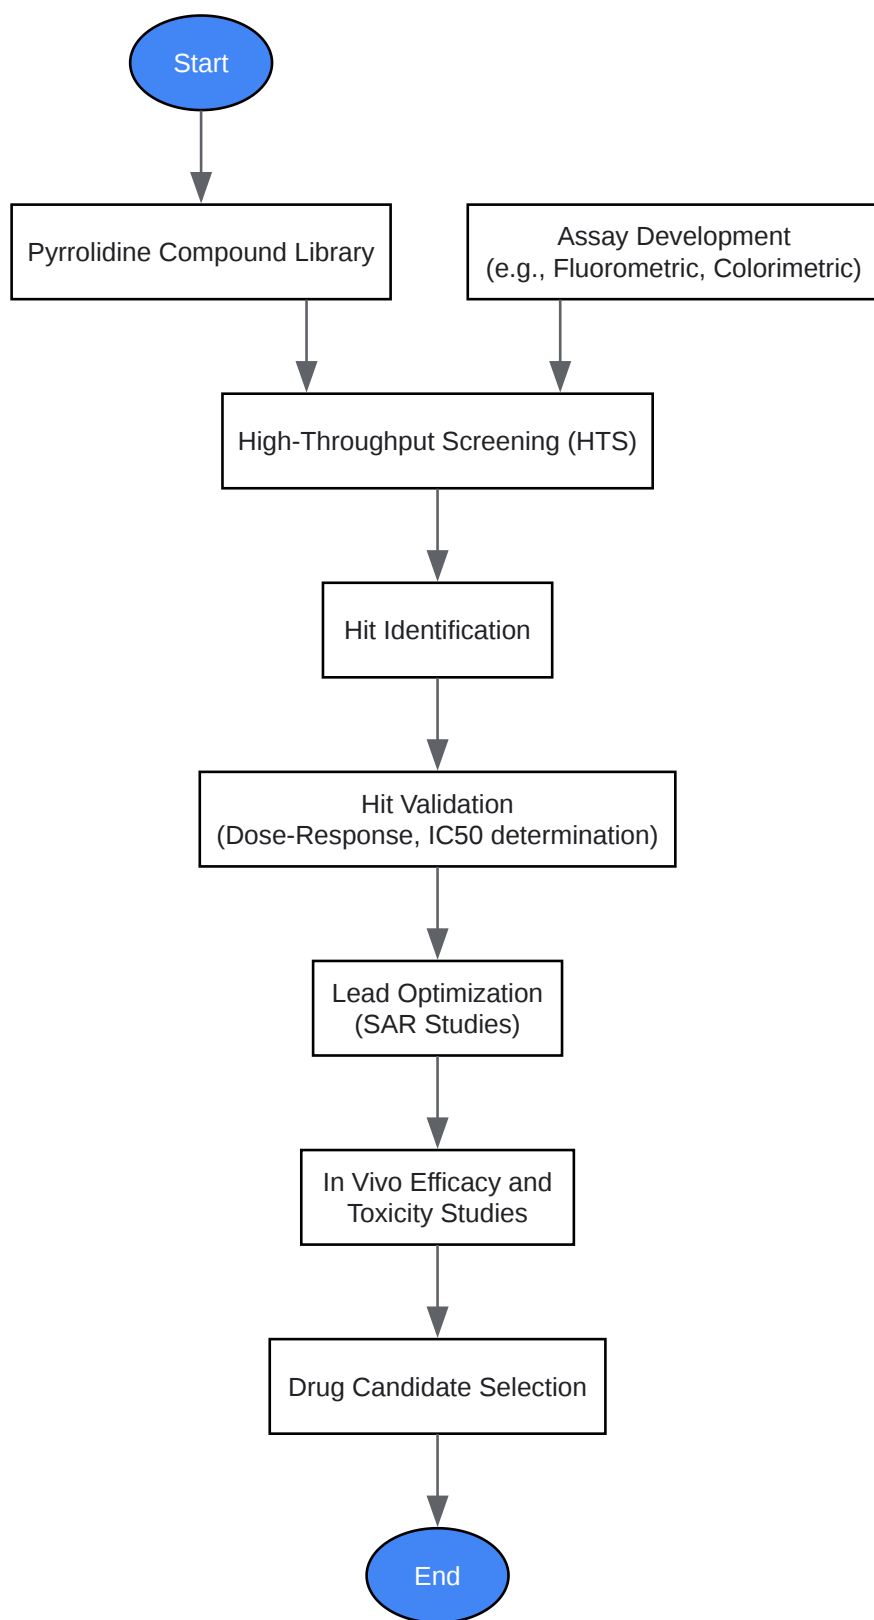 Start
Pyrrolidine Compound Library
Assay Development
(e.g., Fluorometric, Colorimetric)
High-Throughput Screening (HTS)
Hit Identification
Hit Validation
(Dose-Response, IC50 determination)
Lead Optimization
(SAR Studies)
In Vivo Efficacy and
Toxicity Studies
Drug Candidate Selection
End